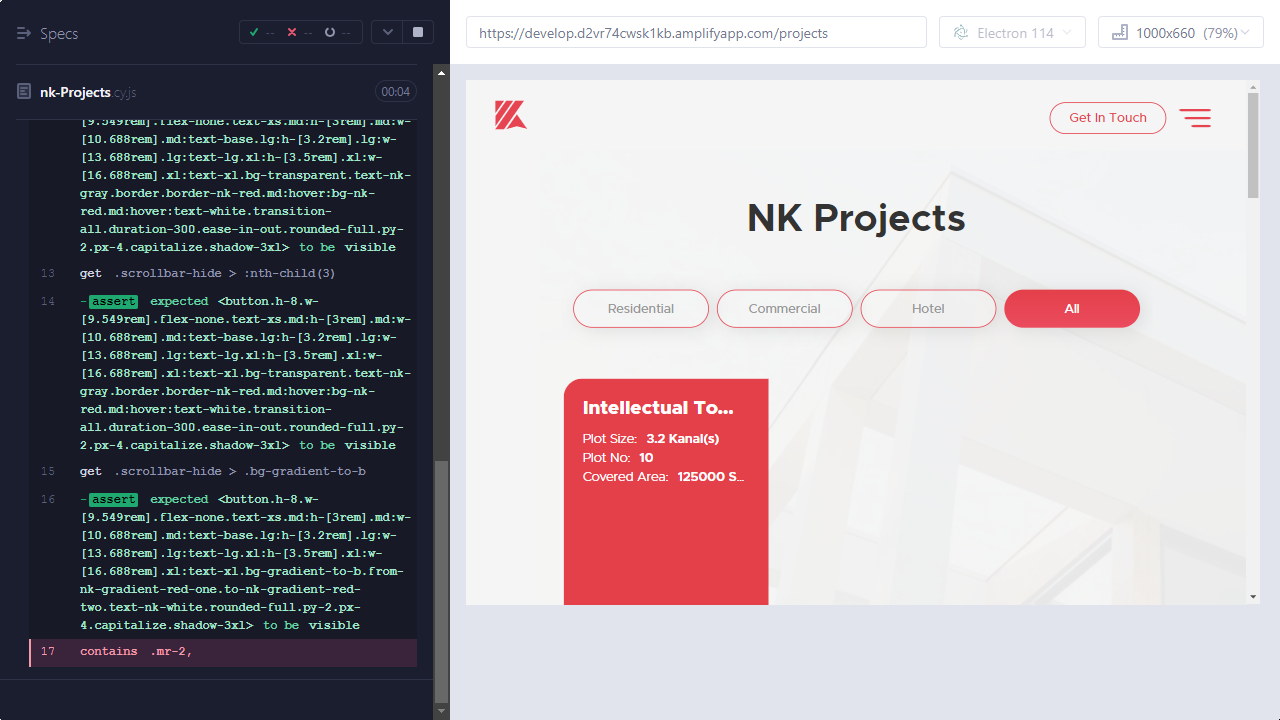 Specs
-- -- --
nk-Projects.cy.js 00:04
[9.549rem].flex-none.text-xs.md:h-[3rem].md:w-
[10.688rem].md:text-base.lg:h-[3.2rem].lg:w-
[13.688rem].lg:text-lg.xl:h-[3.5rem].xl:w-
[16.688rem].xl:text-xl.bg-transparent.text-nk-
gray.border.border-nk-red.md:hover:bg-nk-
red.md:hover:text-white.transition-
all.duration-300.ease-in-out.rounded-full.py-
2.px-4.capitalize.shadow-3xl> to be visible
13 get .scrollbar-hide > :nth-child(3)
14 -assert expected <button.h-8.w-
[9.549rem].flex-none.text-xs.md:h-[3rem].md:w-
[10.688rem].md:text-base.lg:h-[3.2rem].lg:w-
[13.688rem].lg:text-lg.xl:h-[3.5rem].xl:w-
[16.688rem].xl:text-xl.bg-transparent.text-nk-
gray.border.border-nk-red.md:hover:bg-nk-
red.md:hover:text-white.transition-
all.duration-300.ease-in-out.rounded-full.py-
2.px-4.capitalize.shadow-3xl> to be visible
15 get .scrollbar-hide > .bg-gradient-to-b
16 -assert expected <button.h-8.w-
[9.549rem].flex-none.text-xs.md:h-[3rem].md:w-
[10.688rem].md:text-base.lg:h-[3.2rem].lg:w-
[13.688rem].lg:text-lg.xl:h-[3.5rem].xl:w-
[16.688rem].xl:text-xl.bg-gradient-to-b.from-
nk-gradient-red-one.to-nk-gradient-red-
two.text-nk-white.rounded-full.py-2.px-
4.capitalize.shadow-3xl> to be visible
17 contains .mr-2,
https://develop.d2vr74cwsk1kb.amplifyapp.com/projects
Electron 114
1000x660 (79%)
Get In Touch
NK Projects
Residential
Commercial
Hotel
All
Intellectual To...
Plot Size: 3.2 Kanal(s)
Plot No: 10
Covered Area: 125000 S...